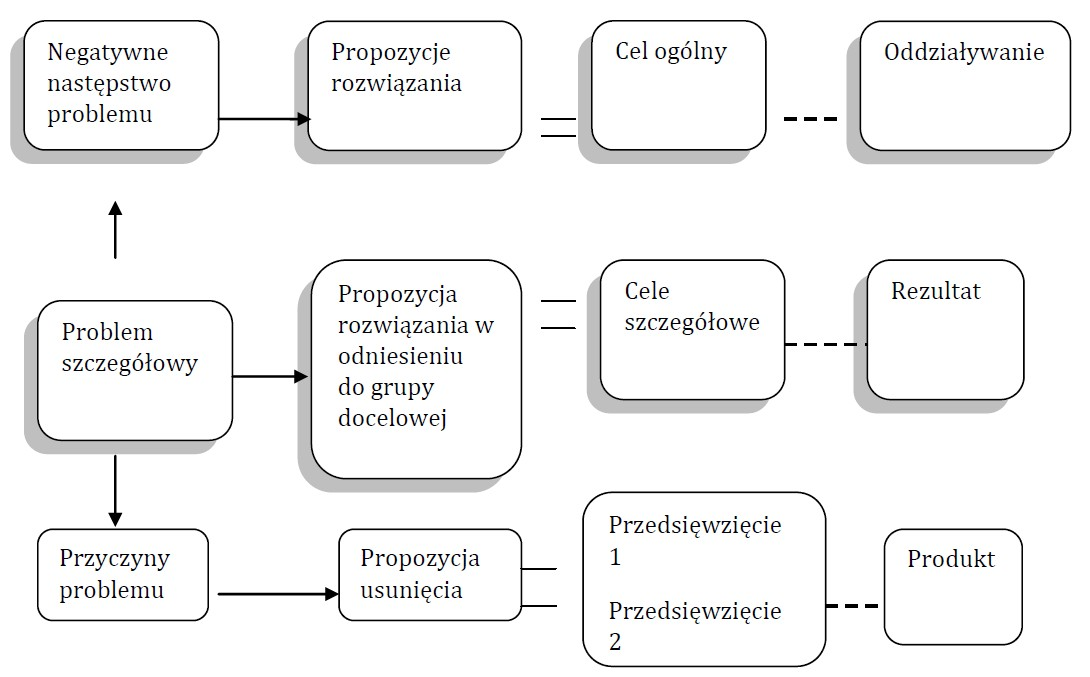 Negatywne
następstwo
problemu
Propozycje
rozwiązania
Cel ogólny
Oddziaływanie
Problem
szczegółowy
Propozycja
rozwiązania w
odniesieniu
do grupy
docelowej
Cele
szczegółowe
Rezultat
Przyczyny
problemu
Propozycja
usunięcia
Przedsięwzięcie
1
Przedsięwzięcie
2
Produkt